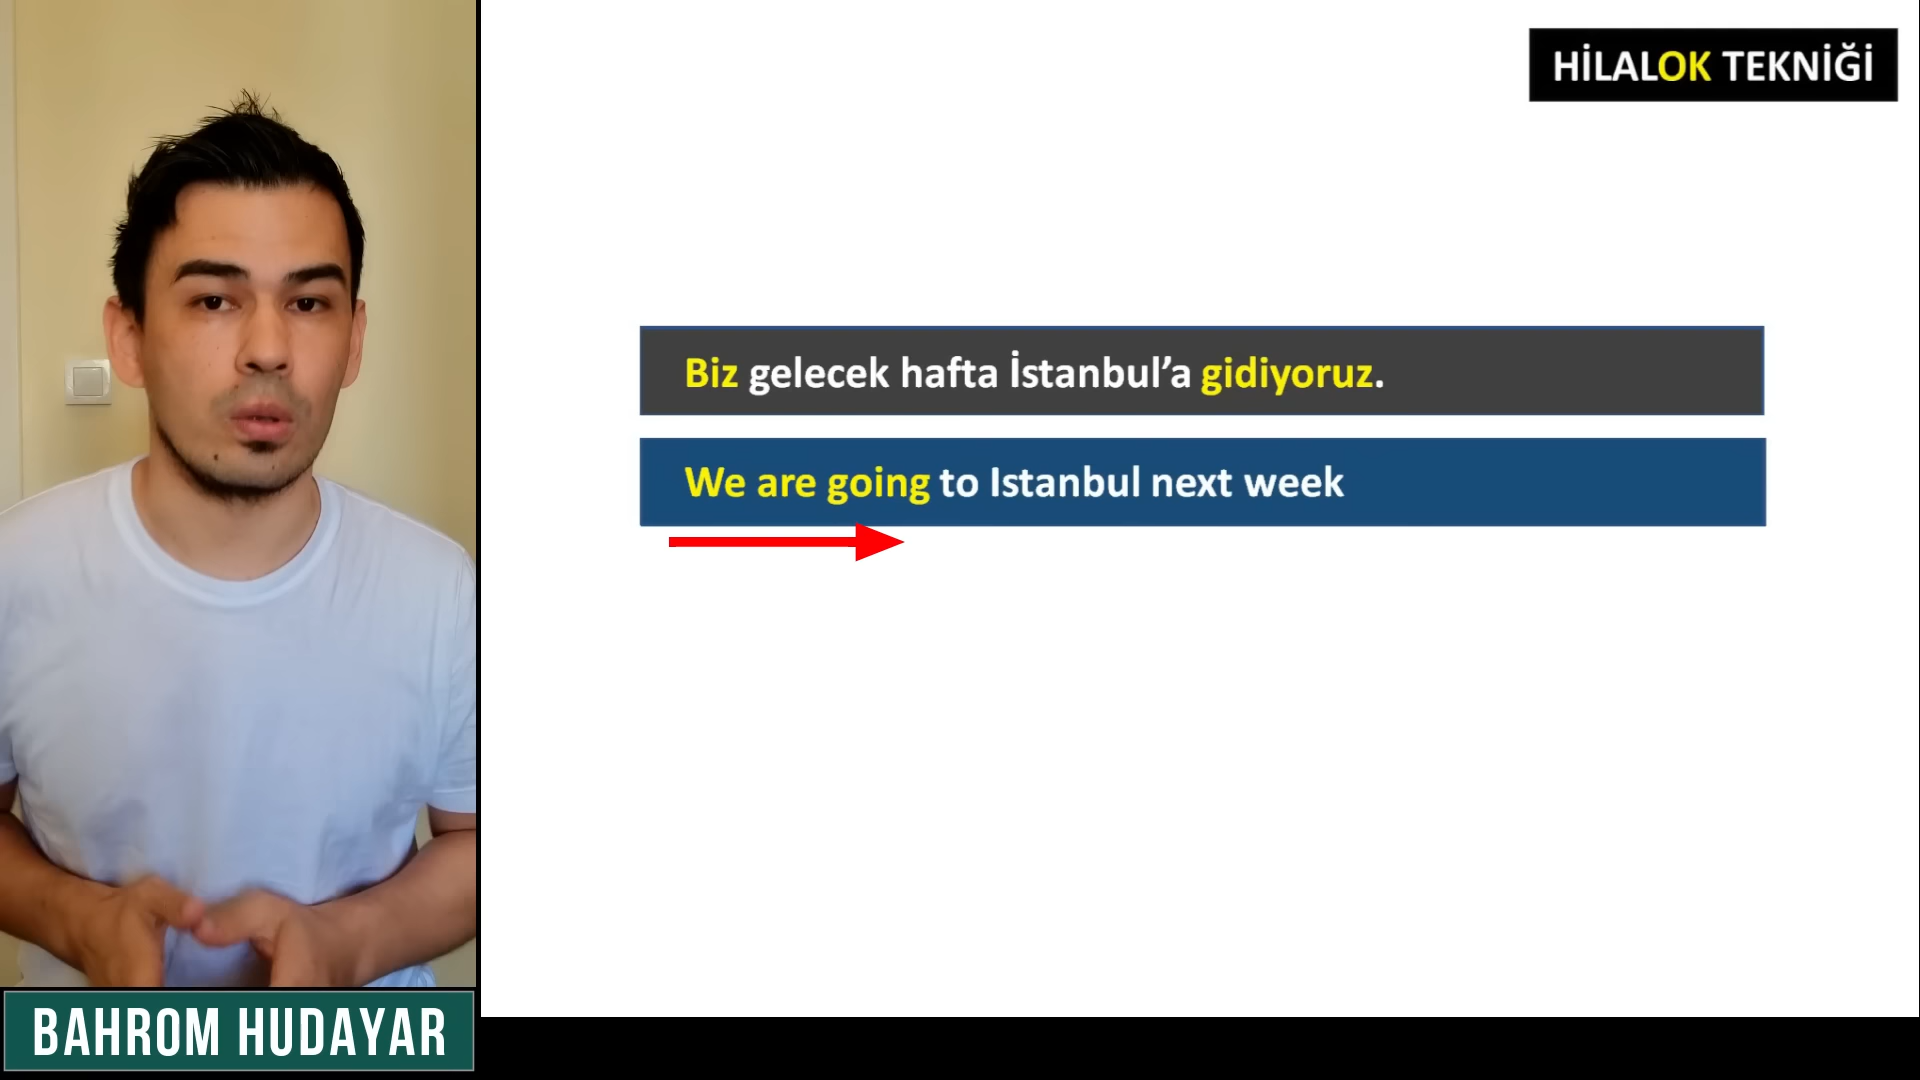 HİLALOK TEKNİĞİ
Biz gelecek hafta İstanbul’a gidiyoruz.
We are going to Istanbul next week
BAHROM HUDAYAR